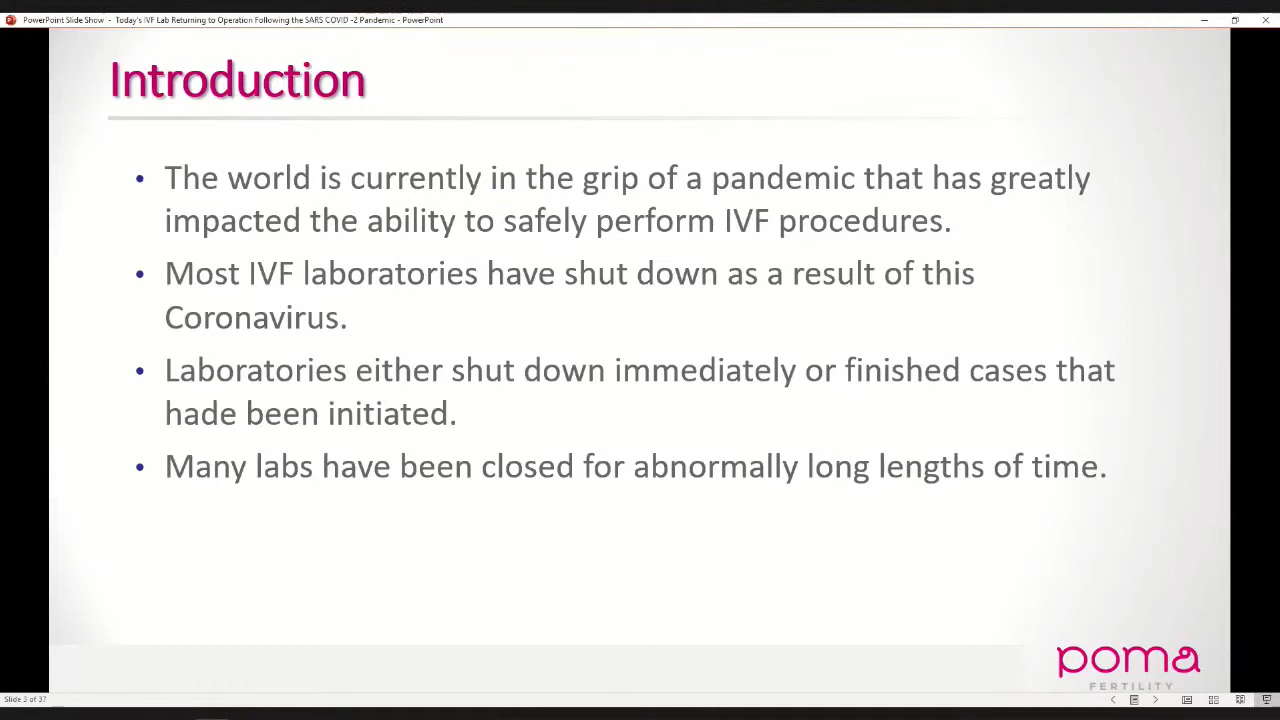 PowerPoint Slide Show - Today's IVF Lab Returning to Operation Following the SARS COVID -2 Pandemic - PowerPoint
Introduction
• The world is currently in the grip of a pandemic that has greatly
impacted the ability to safely perform IVF procedures.
• Most IVF laboratories have shut down as a result of this
Coronavirus.
• Laboratories either shut down immediately or finished cases that
hade been initiated.
• Many labs have been closed for abnormally long lengths of time.
poma
FERTILITY
Slide 3 of 37